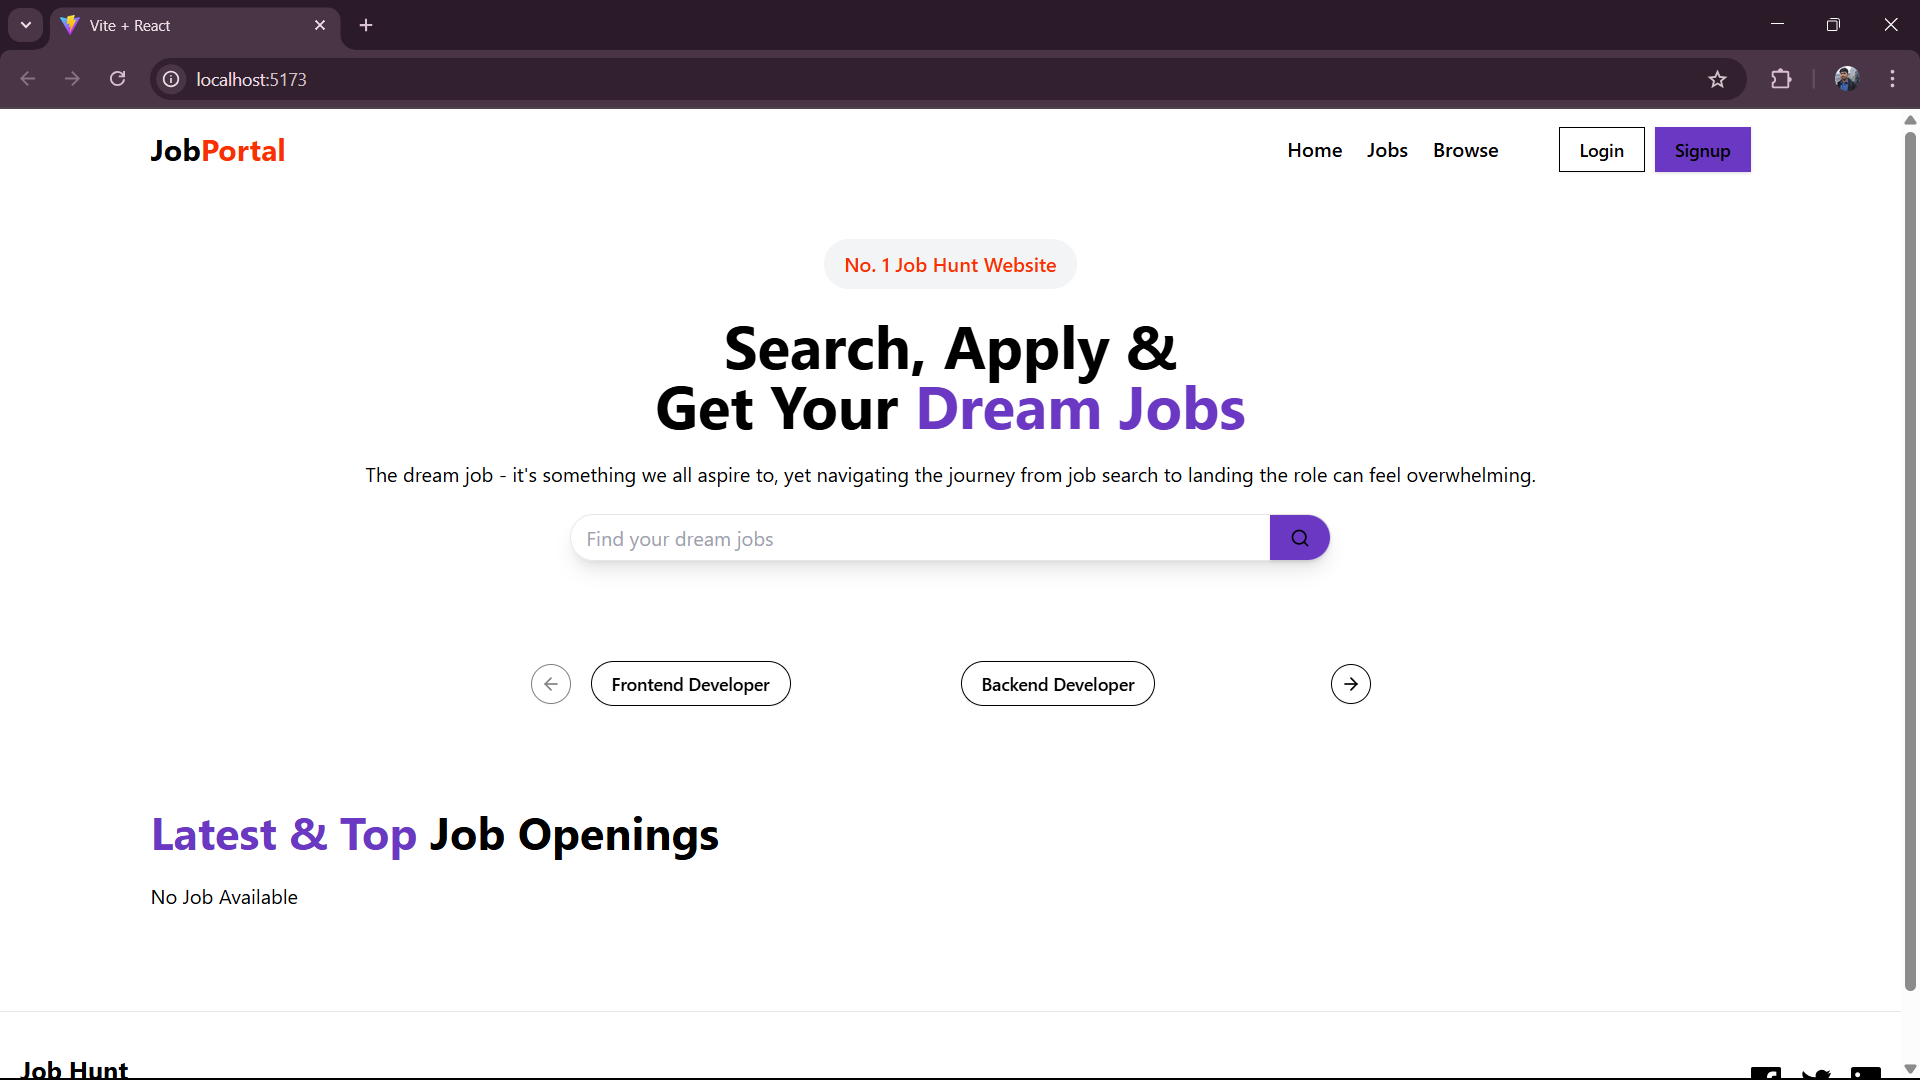 Vite + React
localhost:5173
JobPortal
Home Jobs Browse Login Signup
No. 1 Job Hunt Website
Search, Apply &
Get Your Dream Jobs
The dream job - it's something we all aspire to, yet navigating the journey from job search to landing the role can feel overwhelming.
Find your dream jobs
Frontend Developer Backend Developer
Latest & Top Job Openings
No Job Available
Job Hunt